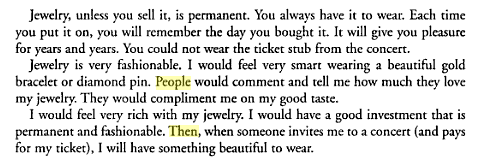 Jewelry, unless you sell it, is permanent. You always have it to wear. Each time
you put it on, you will remember the day you bought it. It will give you pleasure
for years and years. You could not wear the ticket stub from the concert.
Jewelry is very fashionable. I would feel very smart wearing a beautiful gold
bracelet or diamond pin. People would comment and tell me how much they love
my jewelry. They would compliment me on my good taste.
I would feel very rich with my jewelry. I would have a good investment that is
permanent and fashionable. Then, when someone invites me to a concert (and pays
for my ticket), I will have something beautiful to wear.